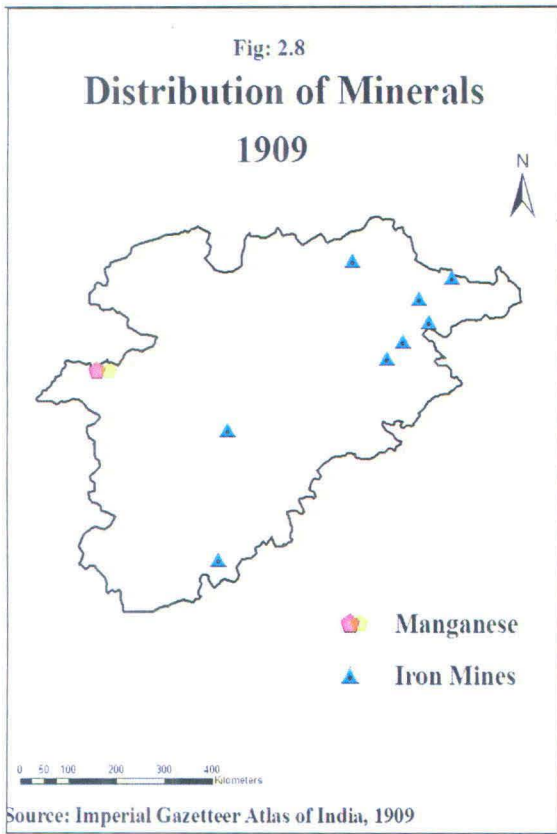 Fig: 2.8
Distribution of Minerals
1909
N
Manganese
Iron Mines
0 50 100 200 300 400
Kilometers
Source: Imperial Gazetteer Atlas of India, 1909